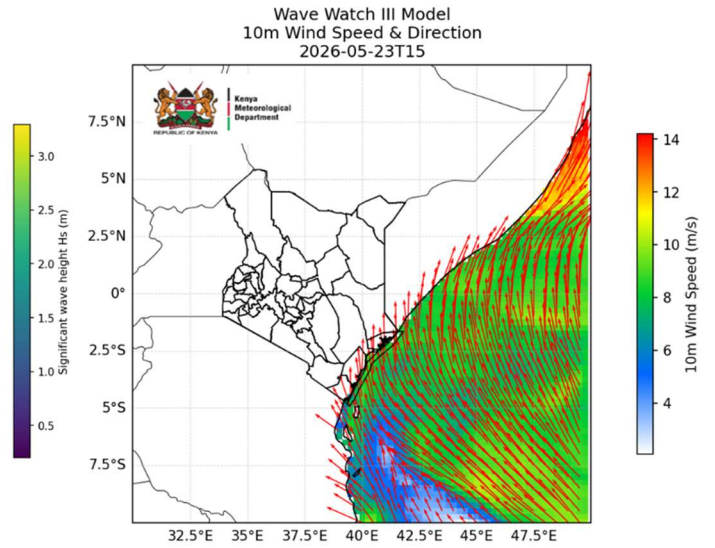 Wave Watch III Model
10m Wind Speed & Direction
2026-05-23T15
Kenya
Meteorological
Department
REPUBLIC OF KENYA
7.5°N
5°N
2.5°N
0°
2.5°S
5°S
7.5°S
32.5°E
35°E
37.5°E
40°E
42.5°E
45°E
47.5°E
3.0
2.5
2.0
1.5
1.0
0.5
Significant wave height Hs (m)
14
12
10
8
6
4
10m Wind Speed (m/s)